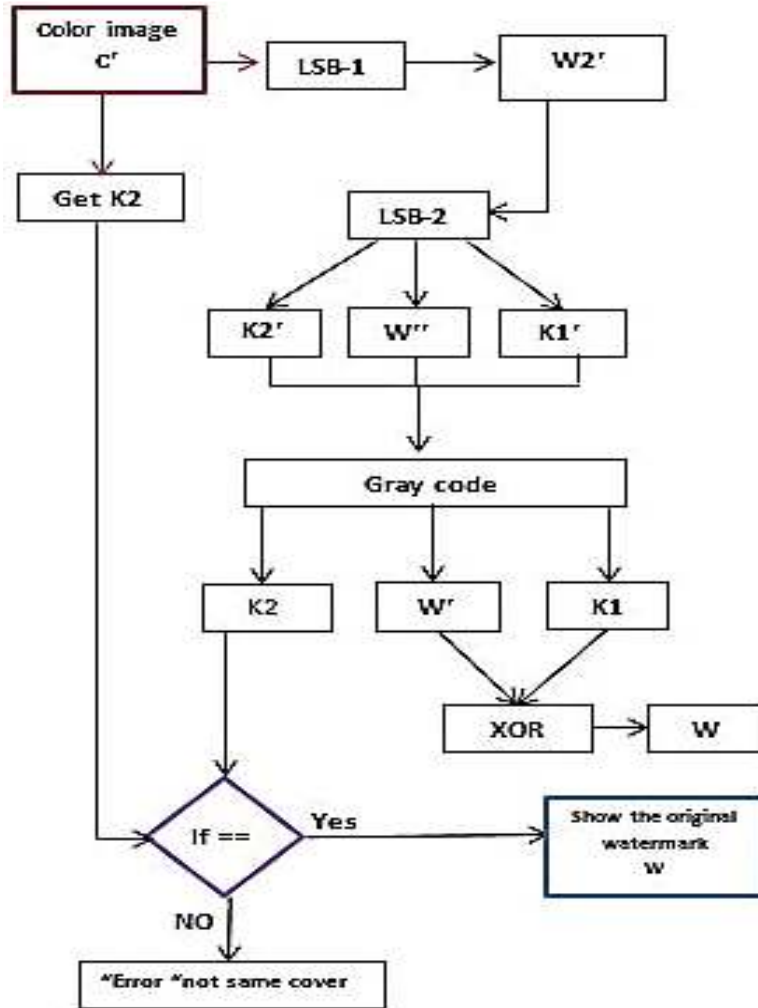 Color image
C'
LSB-1
W2'
Get K2
LSB-2
K2'
W''
K1'
Gray code
K2
W'
K1
XOR
W
If ==
Yes
Show the original
watermark
W
NO
"Error "not same cover